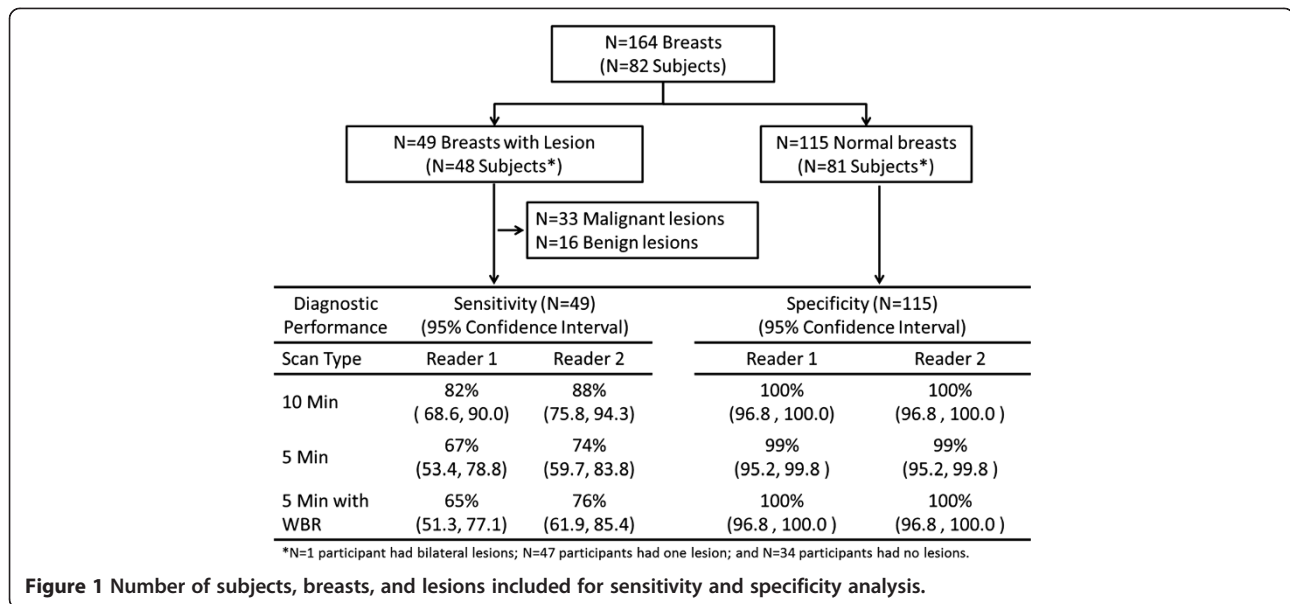 N=164 Breasts
(N=82 Subjects)
N=49 Breasts with Lesion
(N=48 Subjects*)
N=115 Normal breasts
(N=81 Subjects*)
N=33 Malignant lesions
N=16 Benign lesions
Diagnostic Performance Sensitivity (N=49) (95% Confidence Interval) Specificity (N=115) (95% Confidence Interval)
Scan Type Reader 1 Reader 2 Reader 1 Reader 2
10 Min 82% 88% 100% 100%
( 68.6, 90.0) (75.8, 94.3) (96.8 , 100.0) (96.8 , 100.0 )
5 Min 67% 74% 99% 99%
(53.4, 78.8) (59.7, 83.8) (95.2, 99.8 ) (95.2, 99.8 )
5 Min with WBR 65% 76% 100% 100%
(51.3, 77.1) (61.9, 85.4) (96.8 , 100.0 ) (96.8 , 100.0 )
*N=1 participant had bilateral lesions; N=47 participants had one lesion; and N=34 participants had no lesions.
Figure 1 Number of subjects, breasts, and lesions included for sensitivity and specificity analysis.